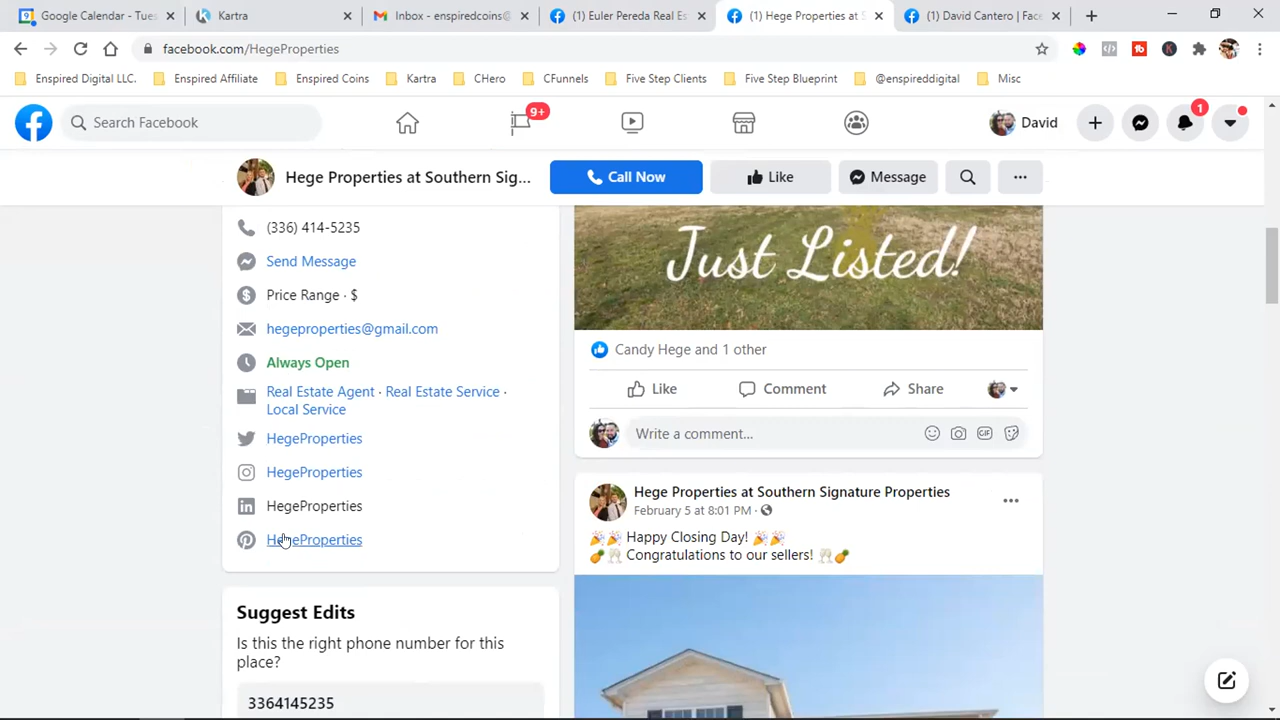 Google Calendar - Tues
Kartra
Inbox - enspiredcoins@
(1) Euler Pereda Real Es
(1) Hege Properties at S
(1) David Cantero | Face
facebook.com/HegeProperties
Enspired Digital LLC.
Enspired Affiliate
Enspired Coins
Kartra
CHero
CFunnels
Five Step Clients
Five Step Blueprint
@enspireddigital
Misc
Search Facebook
9+
David
1
Hege Properties at Southern Sig...
Call Now
Like
Message
(336) 414-5235
Send Message
Price Range · $
hegeproperties@gmail.com
Always Open
Real Estate Agent · Real Estate Service ·
Local Service
HegeProperties
HegeProperties
HegeProperties
HegeProperties
Suggest Edits
Is this the right phone number for this
place?
3364145235
Just Listed!
Candy Hege and 1 other
Like
Comment
Share
Write a comment...
GIF
Hege Properties at Southern Signature Properties
February 5 at 8:01 PM ·
🎉🎉 Happy Closing Day! 🎉🎉
🍍🥂 Congratulations to our sellers! 🥂🍍